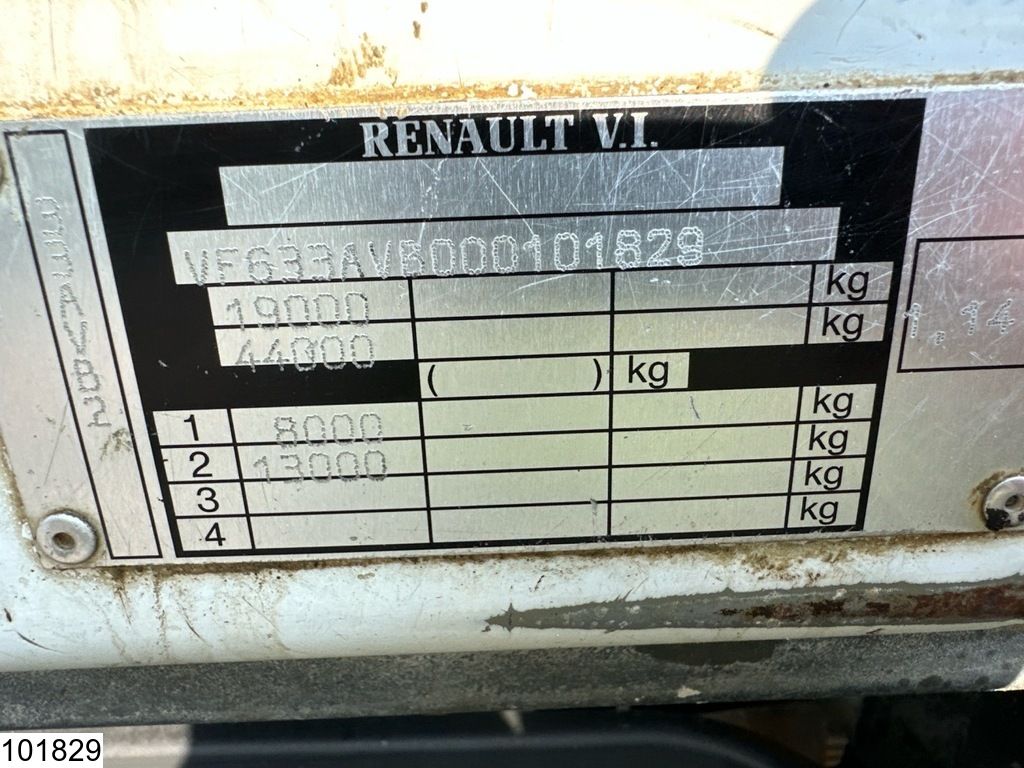 RENAULT V.I.
VF633AVB000101829
19000 kg
44000 kg
( ) kg
1 8000 kg
2 13000 kg
3 kg
4 kg
1.14
101829